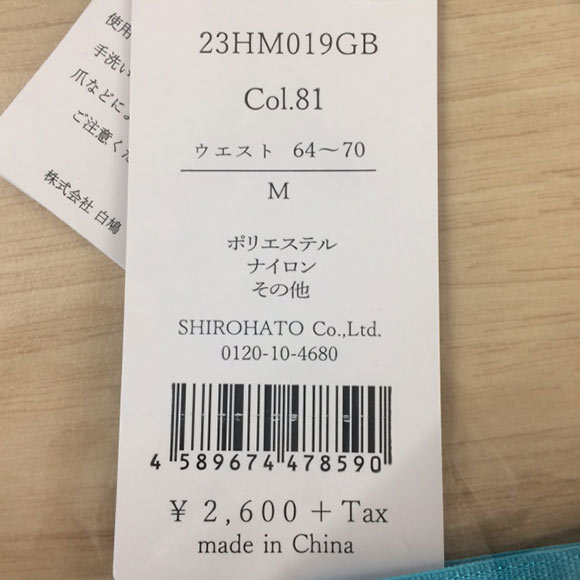 23HM019GB
Col.81
ウエスト 64～70
M
ポリエステル
ナイロン
その他
SHIROHATO Co.,Ltd.
0120-10-4680
4 589674 478590
¥ 2,600 + Tax
made in China
使用
手洗い
爪などによ
ご注意くだ
株式会社 白鳩